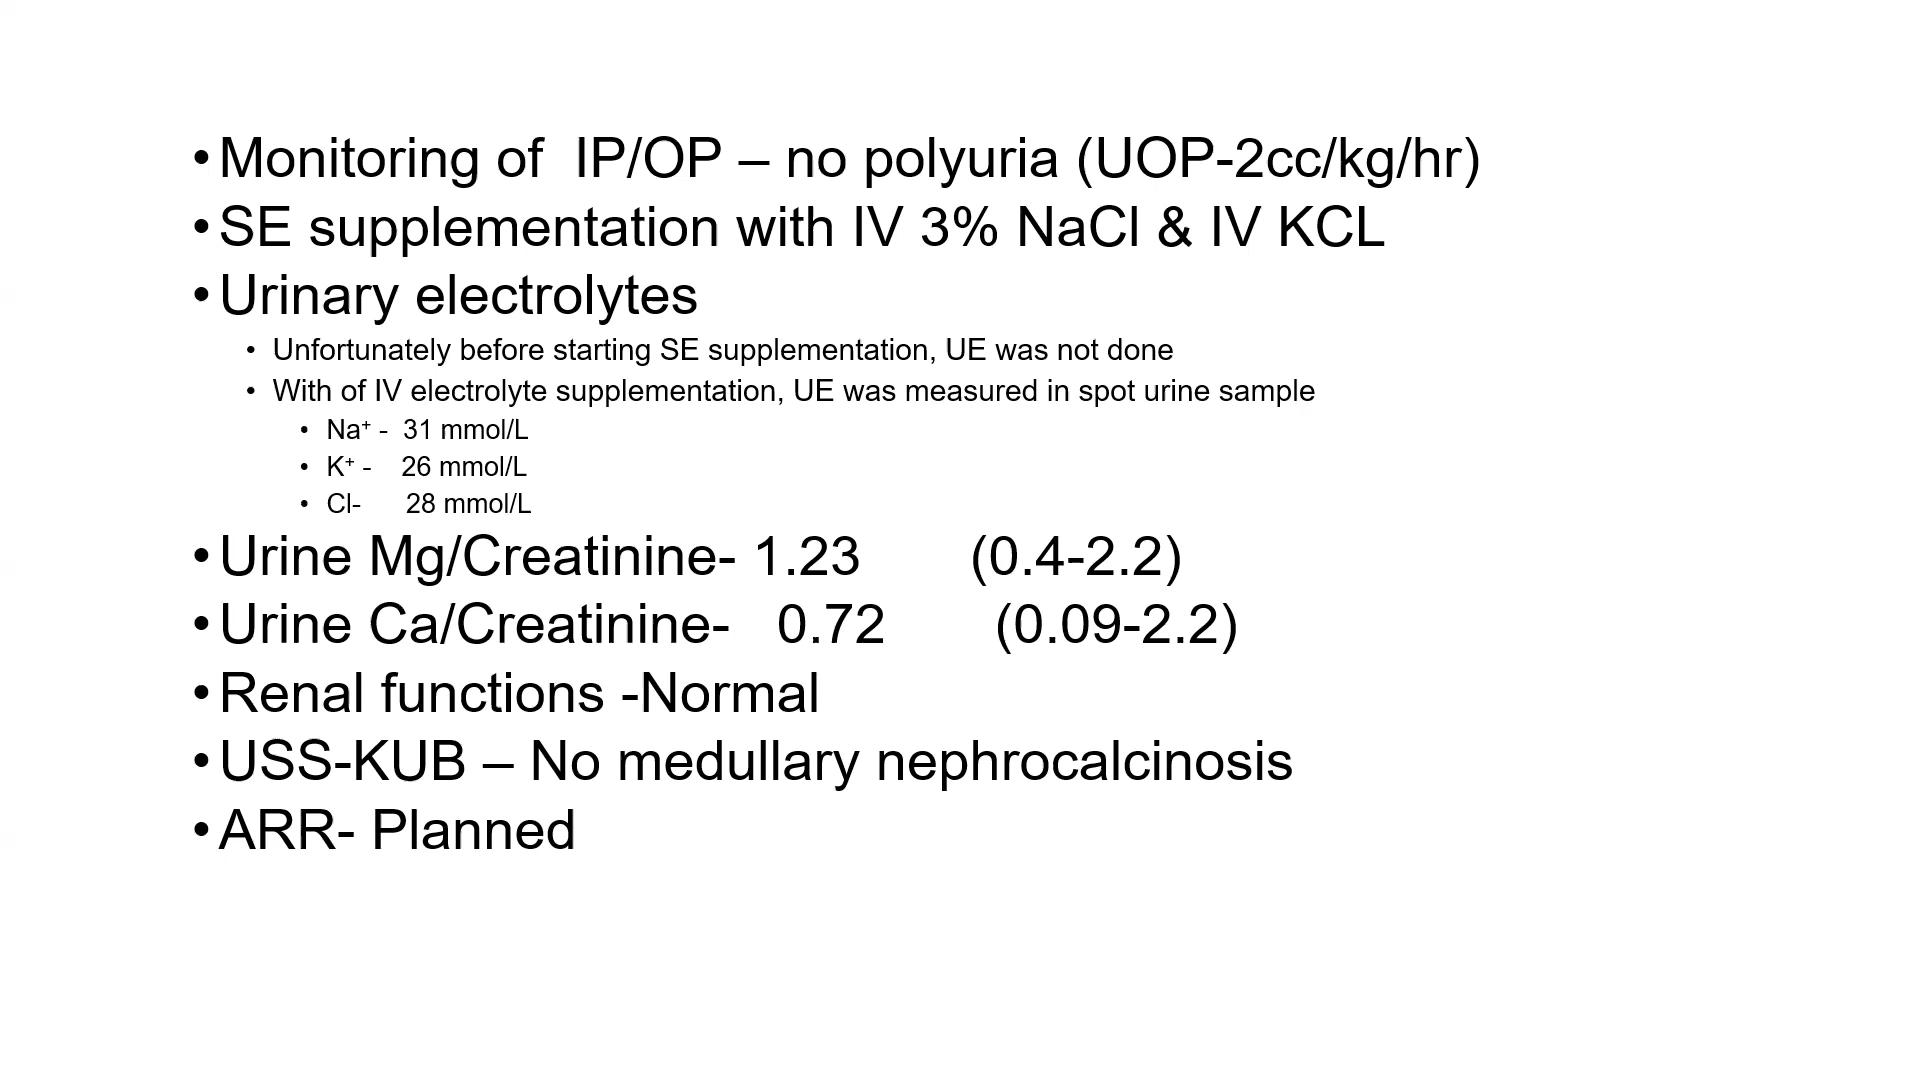 • Monitoring of IP/OP – no polyuria (UOP-2cc/kg/hr)
• SE supplementation with IV 3% NaCl & IV KCL
• Urinary electrolytes
• Unfortunately before starting SE supplementation, UE was not done
• With of IV electrolyte supplementation, UE was measured in spot urine sample
• Na⁺ - 31 mmol/L
• K⁺ - 26 mmol/L
• Cl- 28 mmol/L
• Urine Mg/Creatinine- 1.23 (0.4-2.2)
• Urine Ca/Creatinine- 0.72 (0.09-2.2)
• Renal functions -Normal
• USS-KUB – No medullary nephrocalcinosis
• ARR- Planned